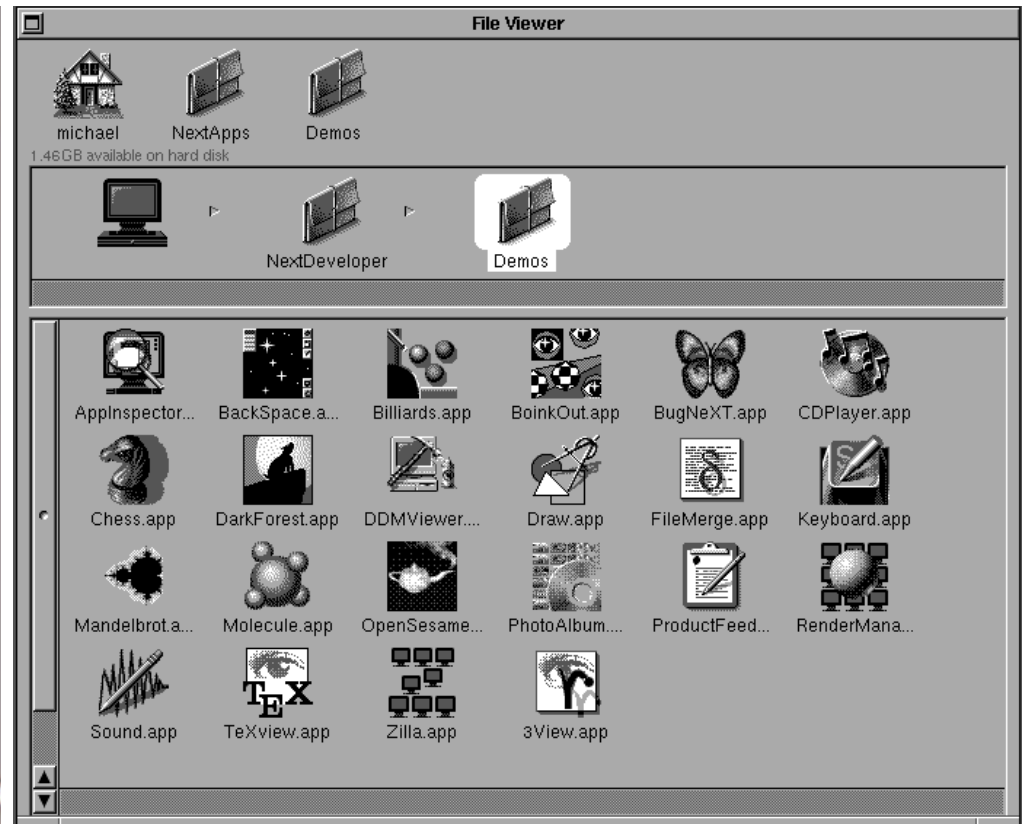 File Viewer
michael NextApps Demos
1.46GB available on hard disk
NextDeveloper Demos
AppInspector... BackSpace.a... Billiards.app BoinkOut.app BugNeXT.app CDPlayer.app
Chess.app DarkForest.app DDMViewer.... Draw.app FileMerge.app Keyboard.app
Mandelbrot.a... Molecule.app OpenSesame... PhotoAlbum.... ProductFeed... RenderMana...
Sound.app TeXview.app Zilla.app 3View.app